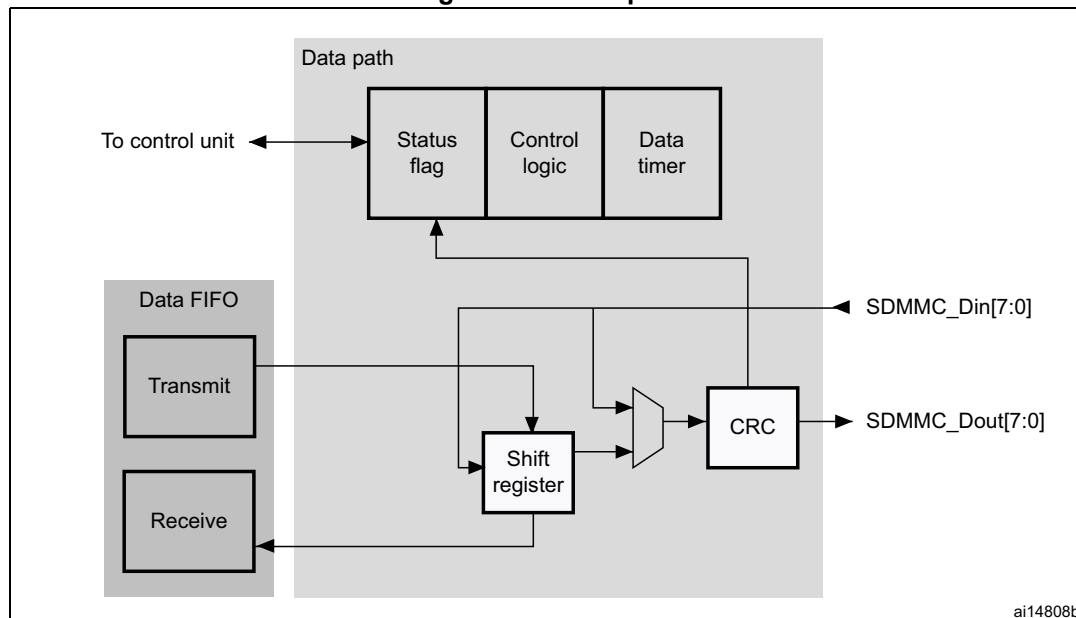 Data path
To control unit
Status
flag
Control
logic
Data
timer
Data FIFO
SDMMC_Din[7:0]
Transmit
CRC
SDMMC_Dout[7:0]
Shift
register
Receive
ai14808b